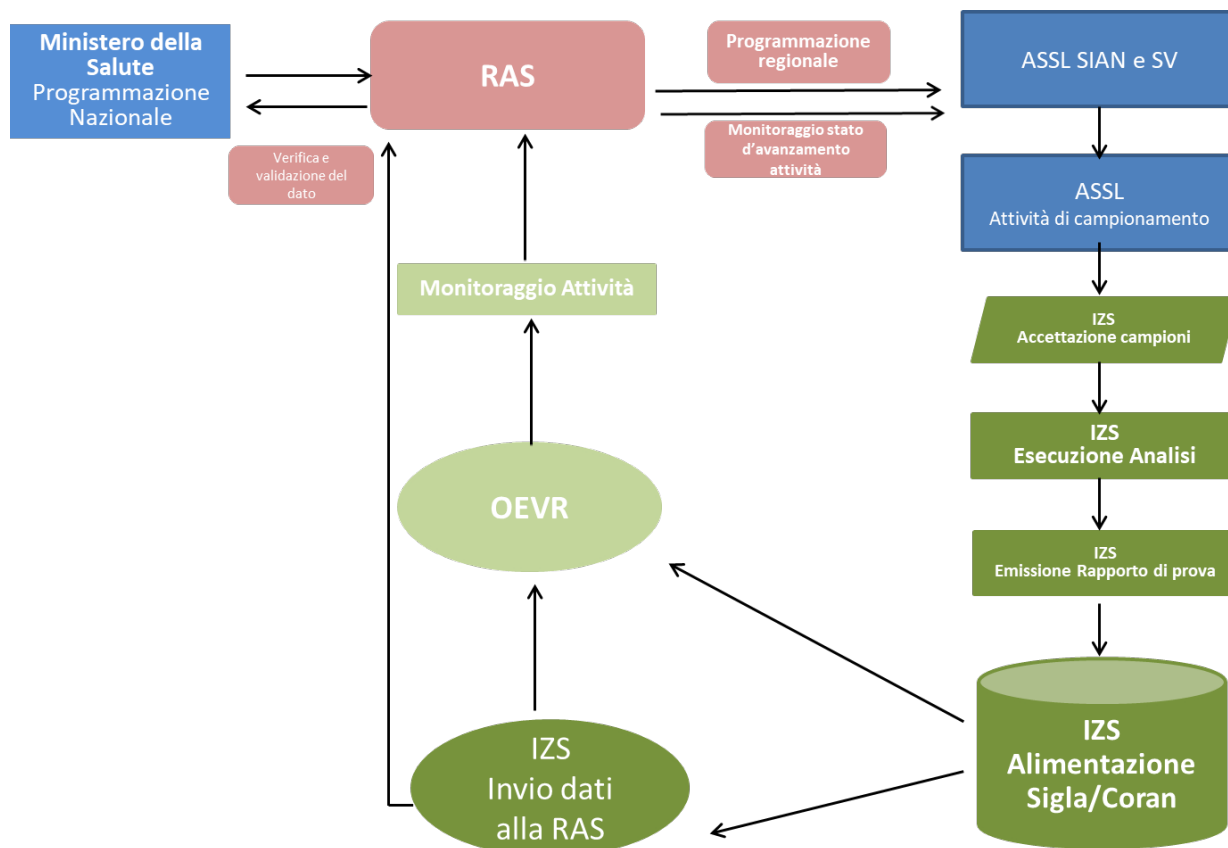 Ministero della
Salute
Programmazione
Nazionale
RAS
Programmazione
regionale
ASSL SIAN e SV
Verifica e
validazione del
dato
Monitoraggio stato
d’avanzamento
attività
ASSL
Attività di campionamento
Monitoraggio Attività
IZS
Accettazione campioni
IZS
Esecuzione Analisi
OEVR
IZS
Emissione Rapporto di prova
IZS
Invio dati
alla RAS
IZS
Alimentazione
Sigla/Coran